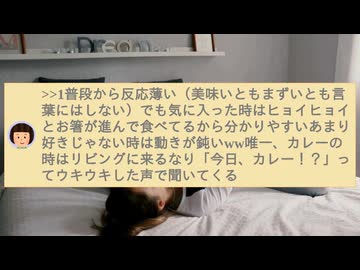 Dream
>>1普段から反応薄い（美味いともまずいとも言
葉にはしない）でも気に入った時はヒョイヒョイ
とお箸が進んで食べてるから分かりやすいあまり
好きじゃない時は動きが鈍いww唯一、カレーの
時はリビングに来るなり「今日、カレー！？」っ
てウキウキした声で聞いてくる